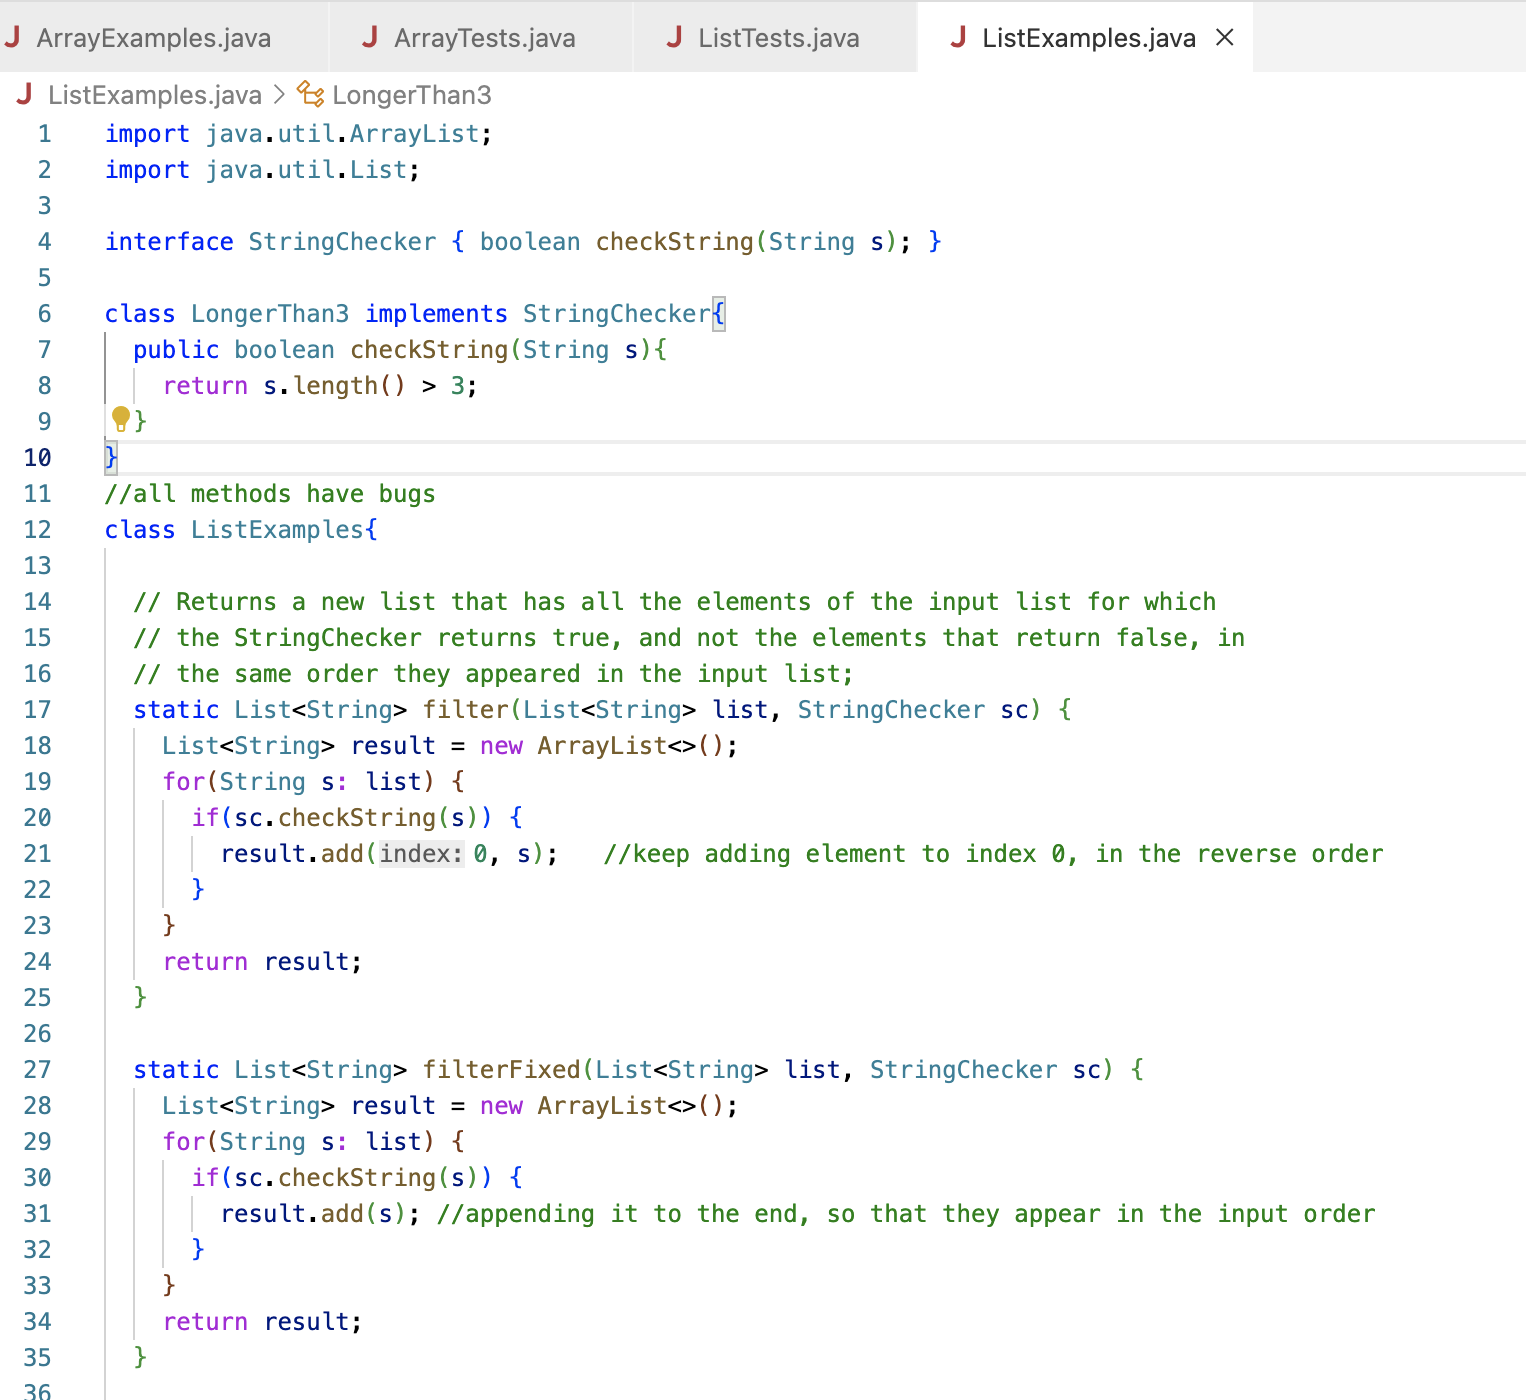 ArrayExamples.java ArrayTests.java ListTests.java ListExamples.java
ListExamples.java > LongerThan3
1 import java.util.ArrayList;
2 import java.util.List;
3
4 interface StringChecker { boolean checkString(String s); }
5
6 class LongerThan3 implements StringChecker{
7   public boolean checkString(String s){
8     return s.length() > 3;
9   }
10 }
11 //all methods have bugs
12 class ListExamples{
13
14   // Returns a new list that has all the elements of the input list for which
15   // the StringChecker returns true, and not the elements that return false, in
16   // the same order they appeared in the input list;
17   static List<String> filter(List<String> list, StringChecker sc) {
18     List<String> result = new ArrayList<>();
19     for(String s: list) {
20       if(sc.checkString(s)) {
21         result.add(index: 0, s);   //keep adding element to index 0, in the reverse order
22       }
23     }
24     return result;
25   }
26
27   static List<String> filterFixed(List<String> list, StringChecker sc) {
28     List<String> result = new ArrayList<>();
29     for(String s: list) {
30       if(sc.checkString(s)) {
31         result.add(s); //appending it to the end, so that they appear in the input order
32       }
33     }
34     return result;
35   }
36